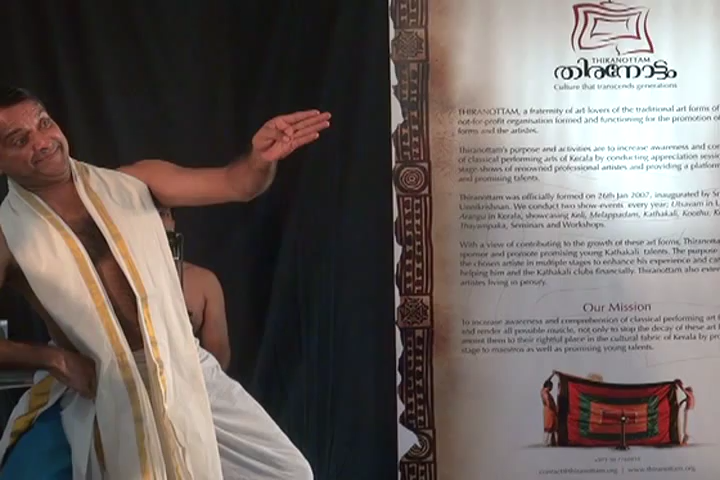 THIRANOTTAM
തിരനോട്ടം
Culture that transcends generations
THIRANOTTAM, a fraternity of art lovers of the traditional art forms of
not-for-profit organisation formed and functioning for the promotion of
forms and the artistes.
Thiranottam's purpose and activities are to increase awareness and
of classical performing arts of Kerala by conducting appreciation
stage shows of renowned professional artistes and providing a platform
and promising talents.
Thiranottam was officially formed on 26th Jan 2007, inaugurated by
Unnikrishnan. We conduct two show events every year; Utsavam in
Arangu in Kerala, showcasing Keli, Melappadam, Kathakali, Koothu,
Thayampaka, Seminars and Workshops.
With a view of contributing to the growth of these art forms,
sponsor and promote promising young Kathakali talents. The purpose
the chosen artiste in multiple stages to enhance his experience and
helping him and the Kathakali clubs financially. Thiranottam also
artistes living in penury.
Our Mission
To increase awareness and comprehension of classical performing art
and render all possible muscle, not only to stop the decay of these art
them to their rightful place in the cultural fabric of Kerala by
stage to maestros as well as promising young talents.
contact@thiranottam.org | www.thiranottam.org